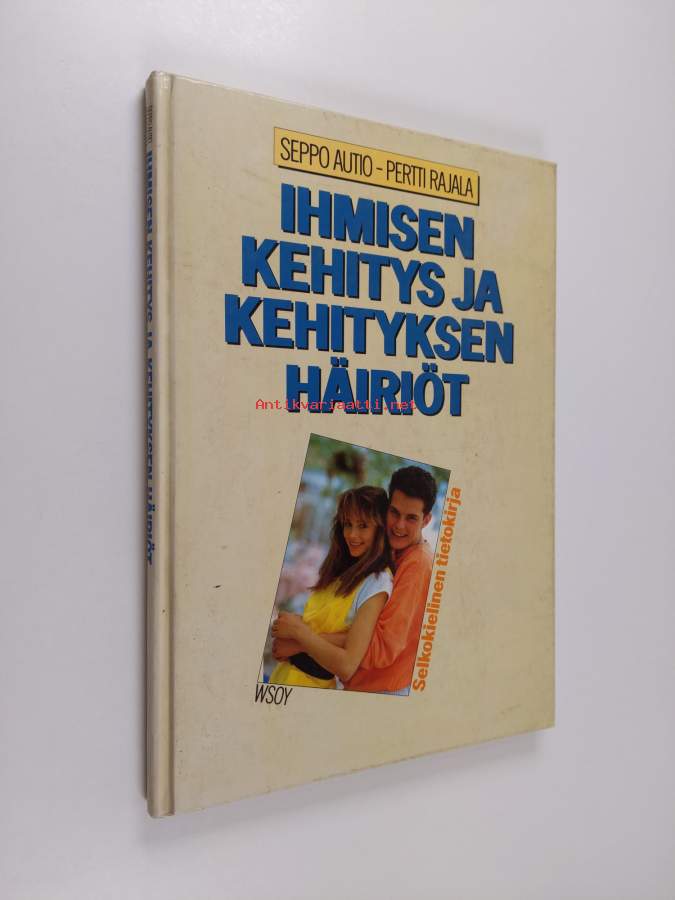 SEPPO AUTIO - PERTTI RAJALA
IHMISEN
KEHITYS JA
KEHITYKSEN
HÄIRIÖT
Antikvariaatti.net
Selkokielinen tietokirja
WSOY
IHMISEN KEHITYS JA KEHITYKSEN HÄIRIÖT